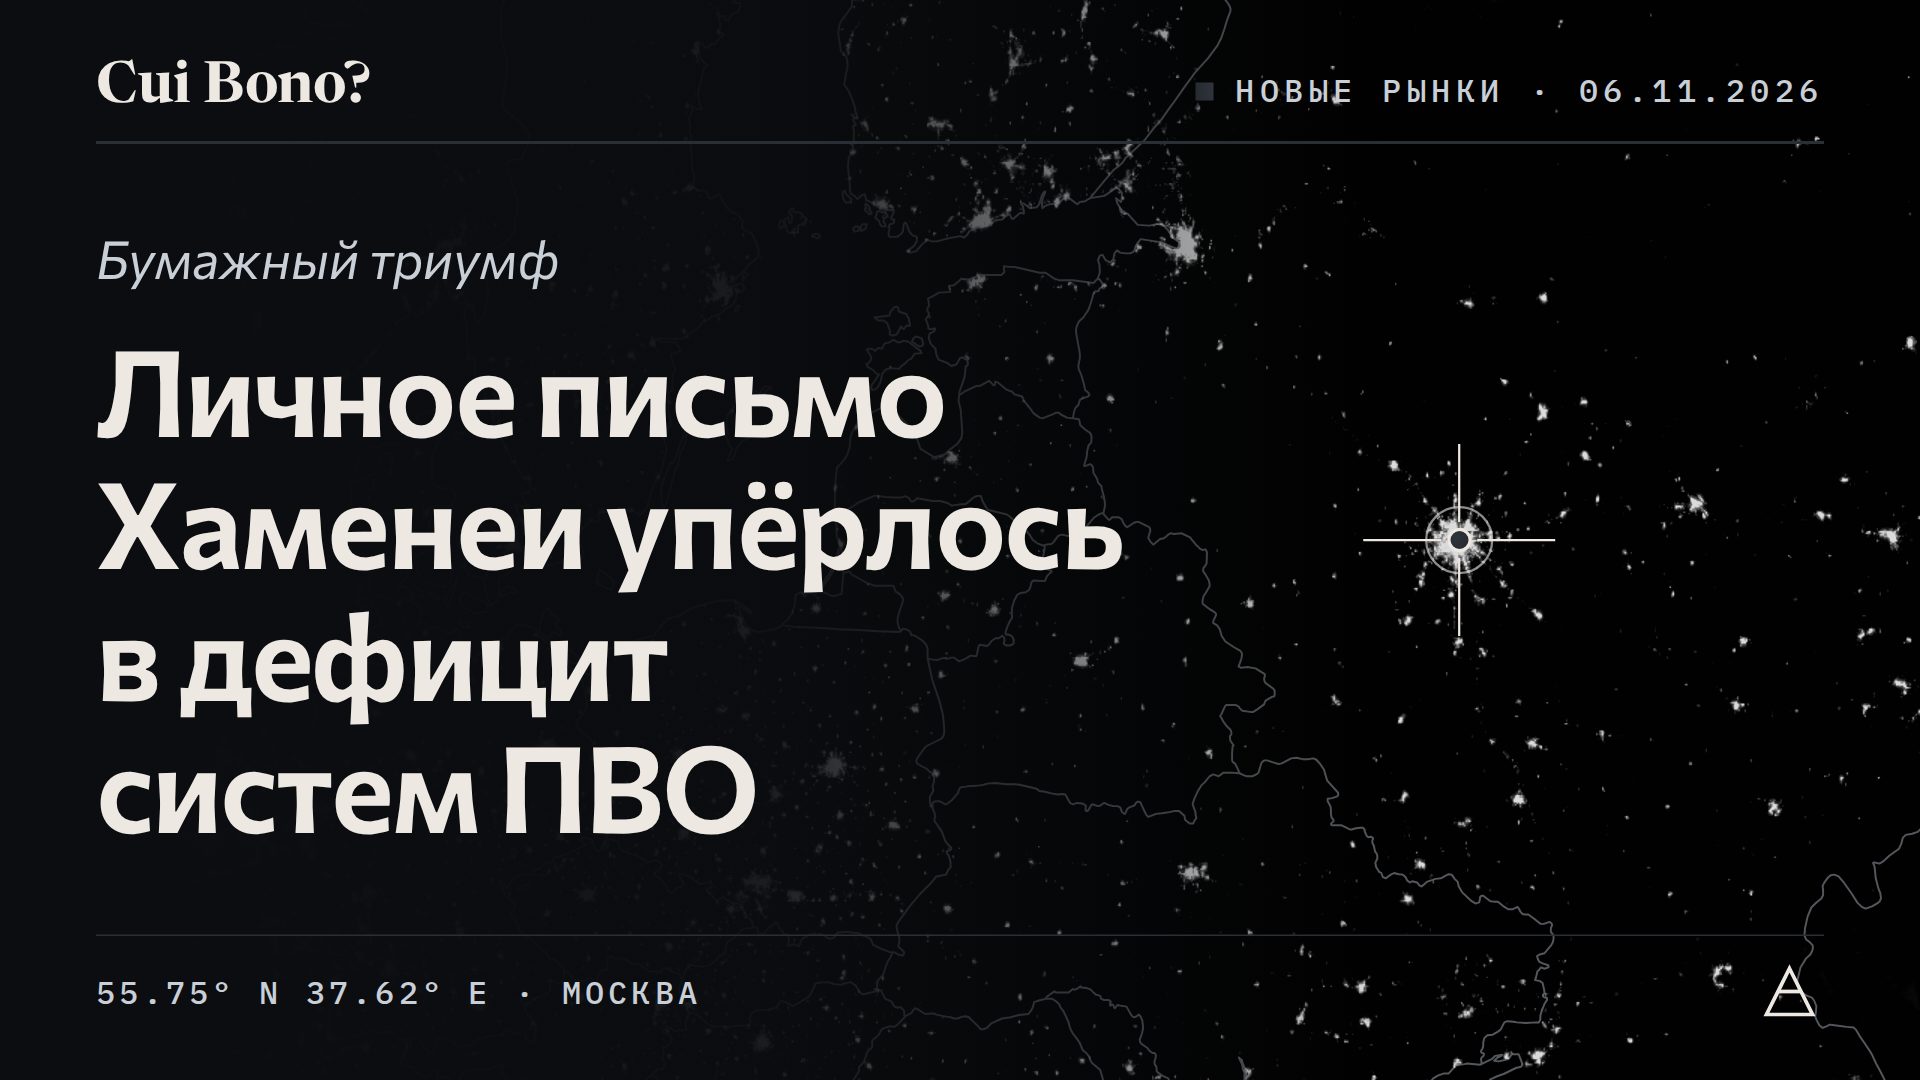 Cui Bono?
НОВЫЕ РЫНКИ · 06.11.2026
Бумажный триумф
Личное письмо
Хаменеи упёрлось
в дефицит
систем ПВО
55.75° N 37.62° E · МОСКВА